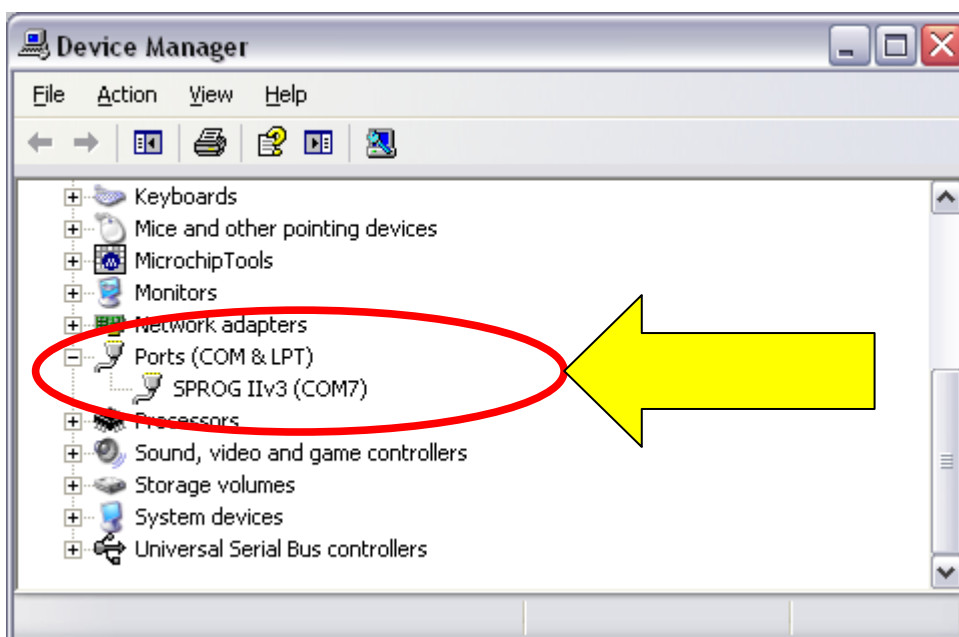 Device Manager
File Action View Help
Keyboards
Mice and other pointing devices
MicrochipTools
Monitors
Network adapters
Ports (COM & LPT)
SPROG IIv3 (COM7)
Processors
Sound, video and game controllers
Storage volumes
System devices
Universal Serial Bus controllers